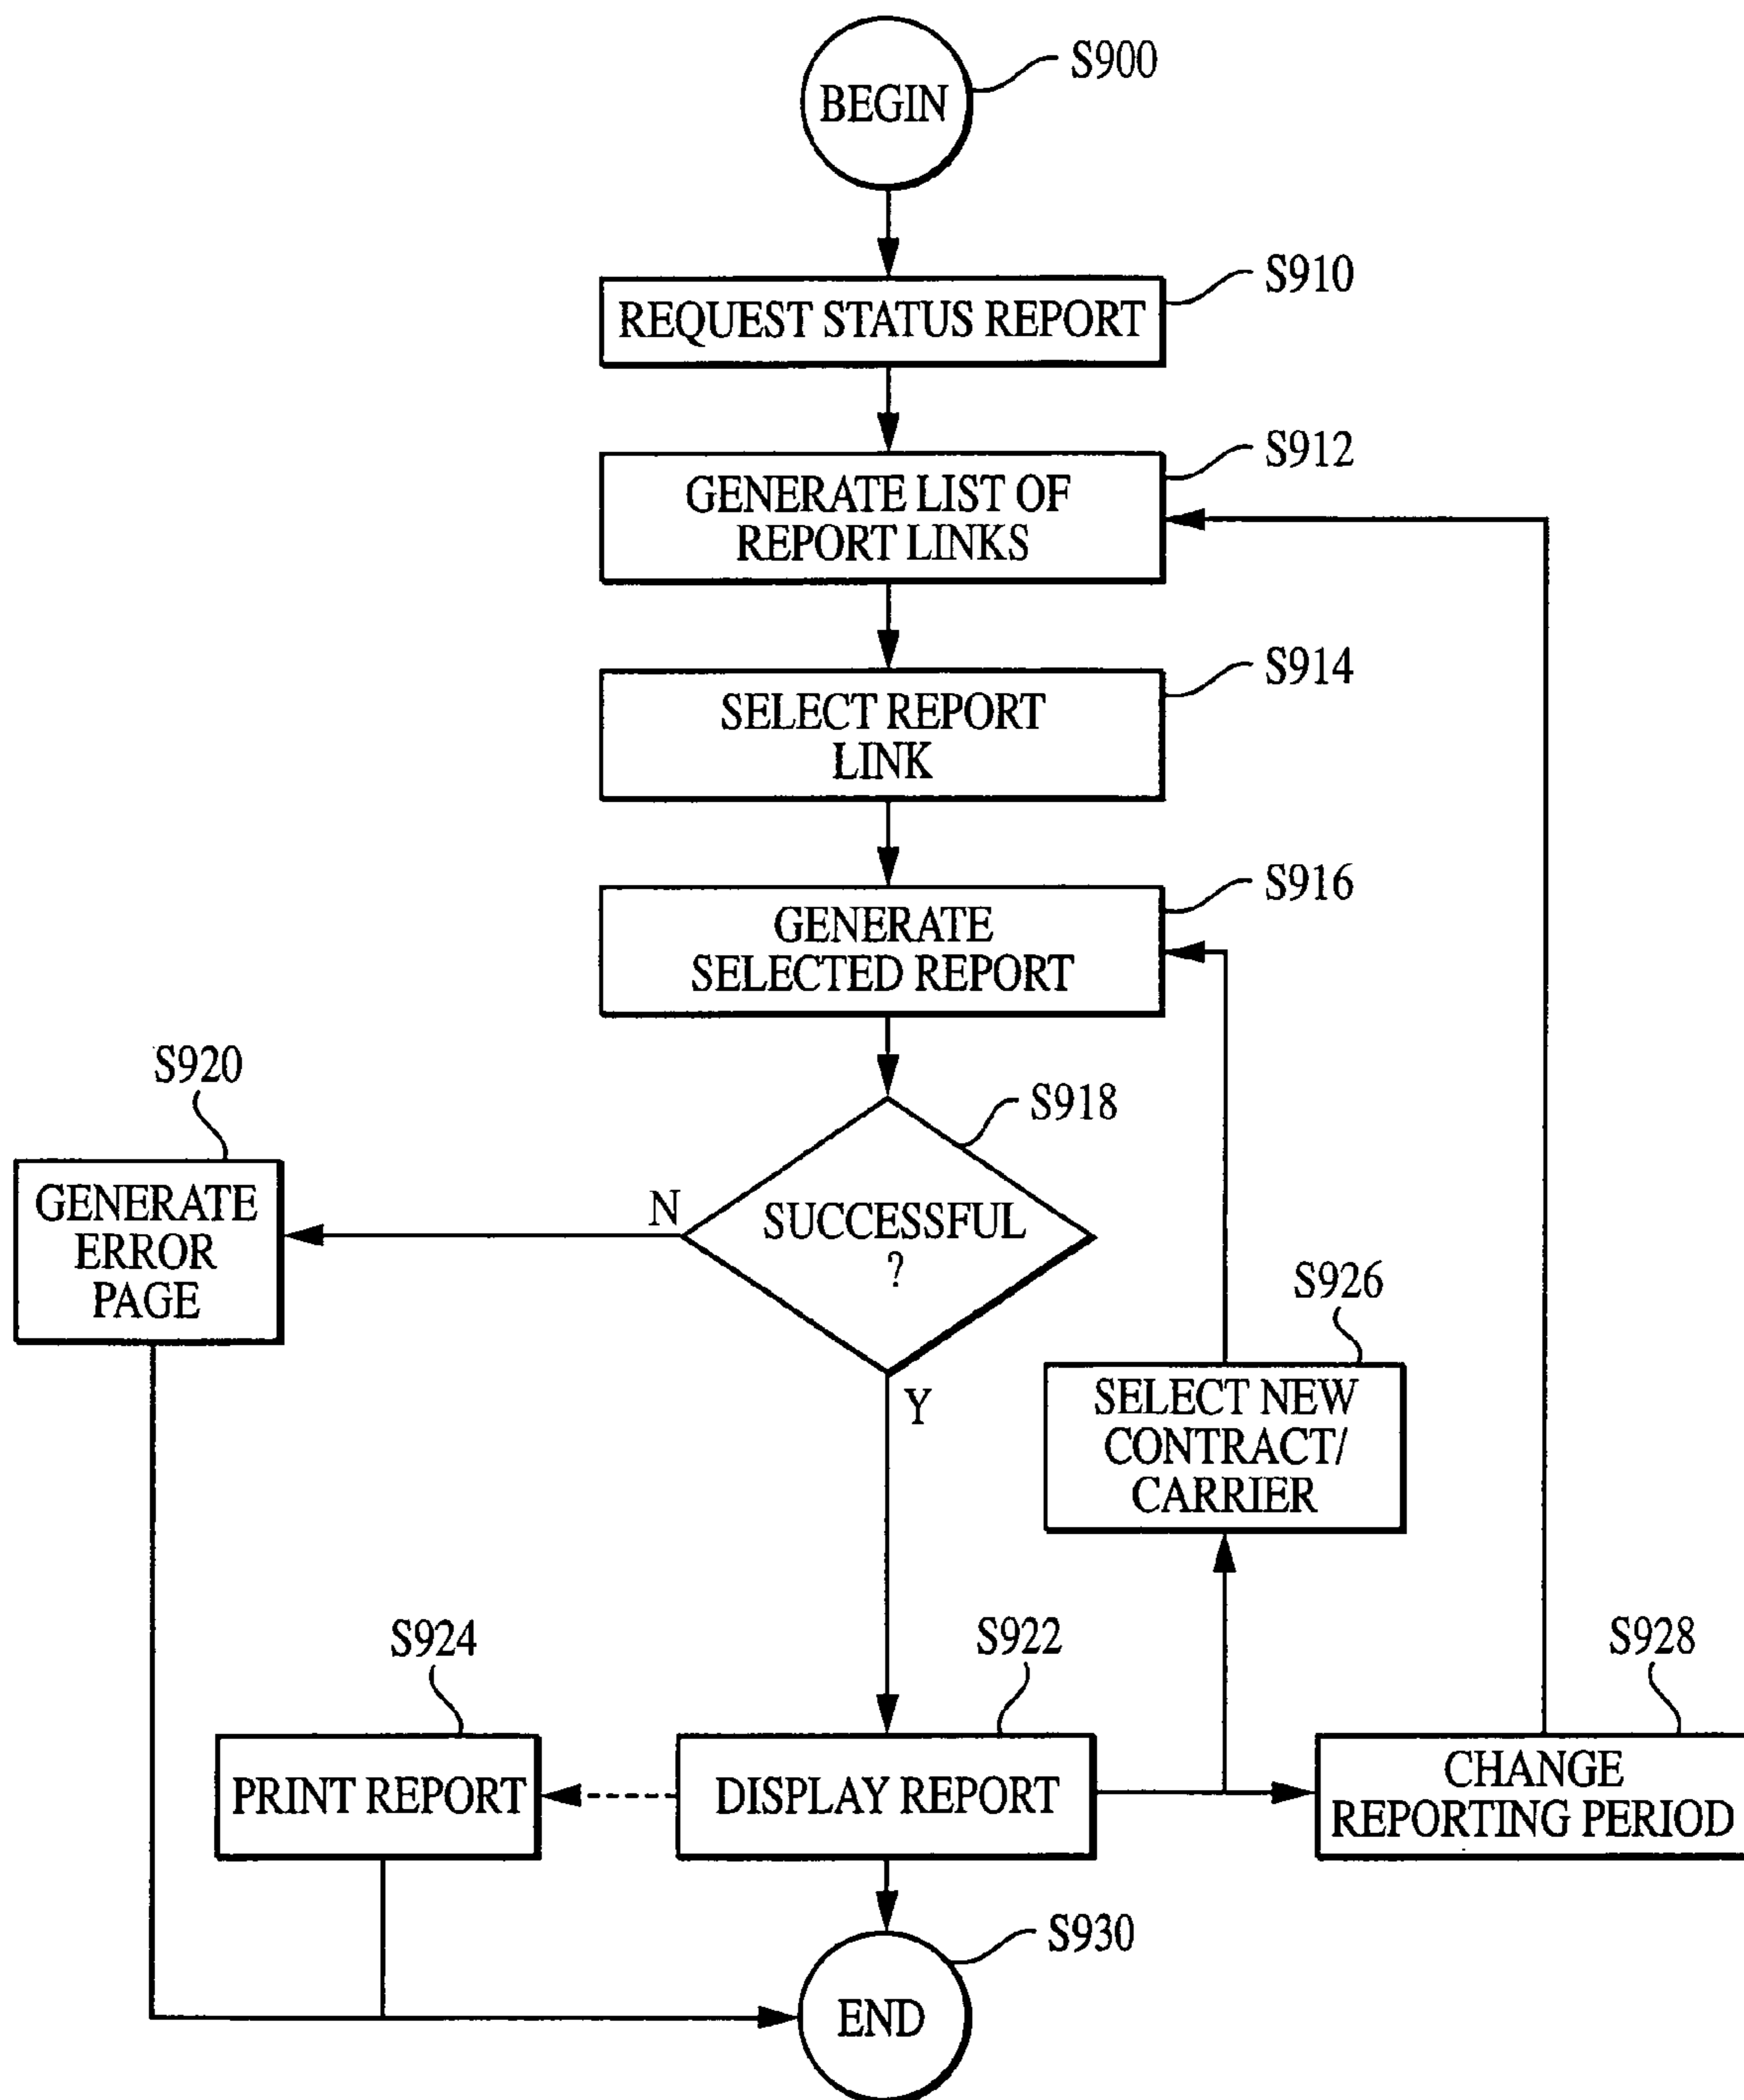 BEGIN
S900
REQUEST STATUS REPORT
S910
GENERATE LIST OF
REPORT LINKS
S912
SELECT REPORT
LINK
S914
GENERATE
SELECTED REPORT
S916
SUCCESSFUL
?
S918
N
Y
S920
GENERATE
ERROR
PAGE
S926
SELECT NEW
CONTRACT/
CARRIER
S924
PRINT REPORT
S922
DISPLAY REPORT
S928
CHANGE
REPORTING PERIOD
END
S930